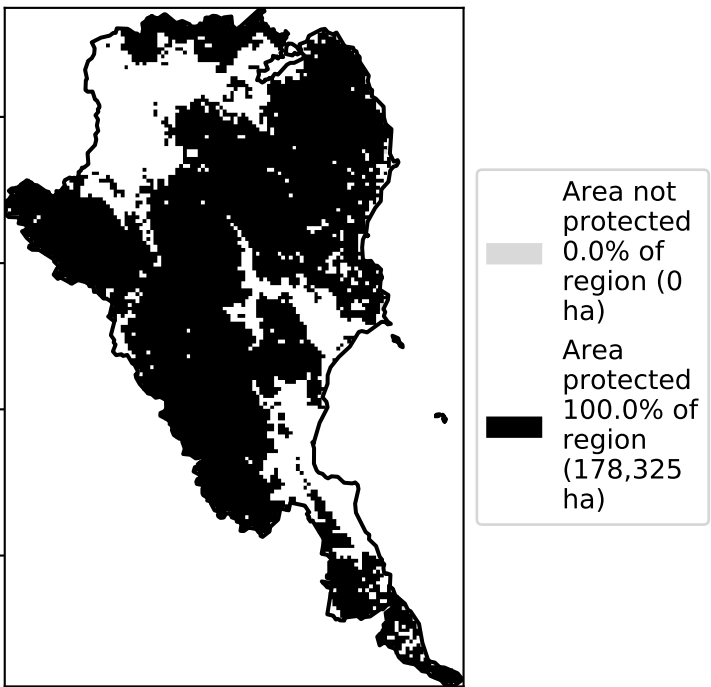 Area not
protected
0.0% of
region (0
ha)
Area
protected
100.0% of
region
(178,325
ha)